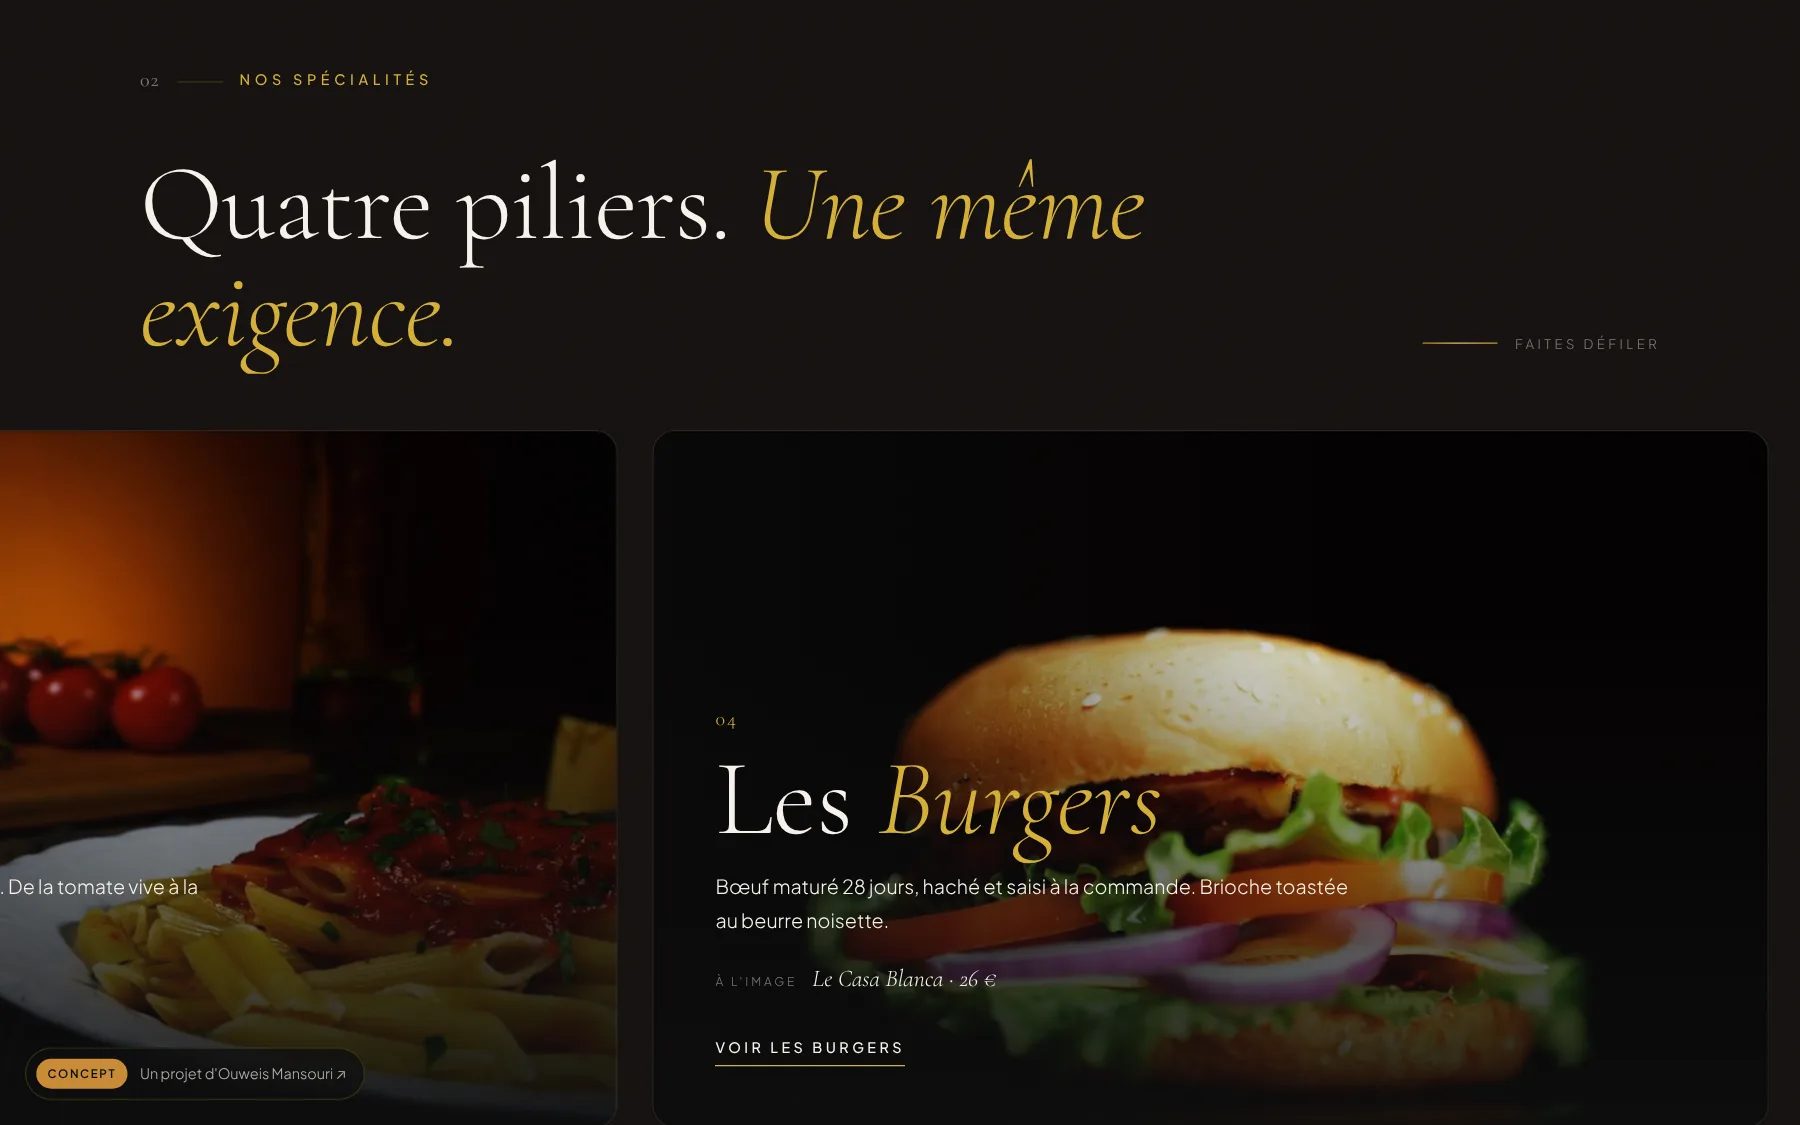 02 NOS SPÉCIALITÉS
Quatre piliers. Une même
exigence.
FAITES DÉFILER
. De la tomate vive à la
CONCEPT Un projet d'Ouweis Mansouri ↗
04
Les Burgers
Bœuf maturé 28 jours, haché et saisi à la commande. Brioche toastée
au beurre noisette.
À L'IMAGE Le Casa Blanca · 26 €
VOIR LES BURGERS